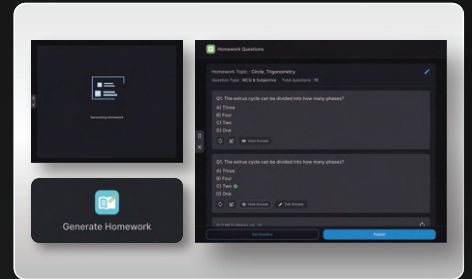 Generating Homework
Generate Homework
Homework Questions
Homework Topic : Circle, Trigonometry
Question Type : MCQ & Subjective Total questions : 10
Q1. The estrus cycle can be divided into how many phases?
A) Three
B) Four
C) Two
D) One
View Answer
Q1. The estrus cycle can be divided into how many phases?
A) Three
B) Four
C) Two
D) One
Hide Answer Edit Answer
Set Deadline
Publish